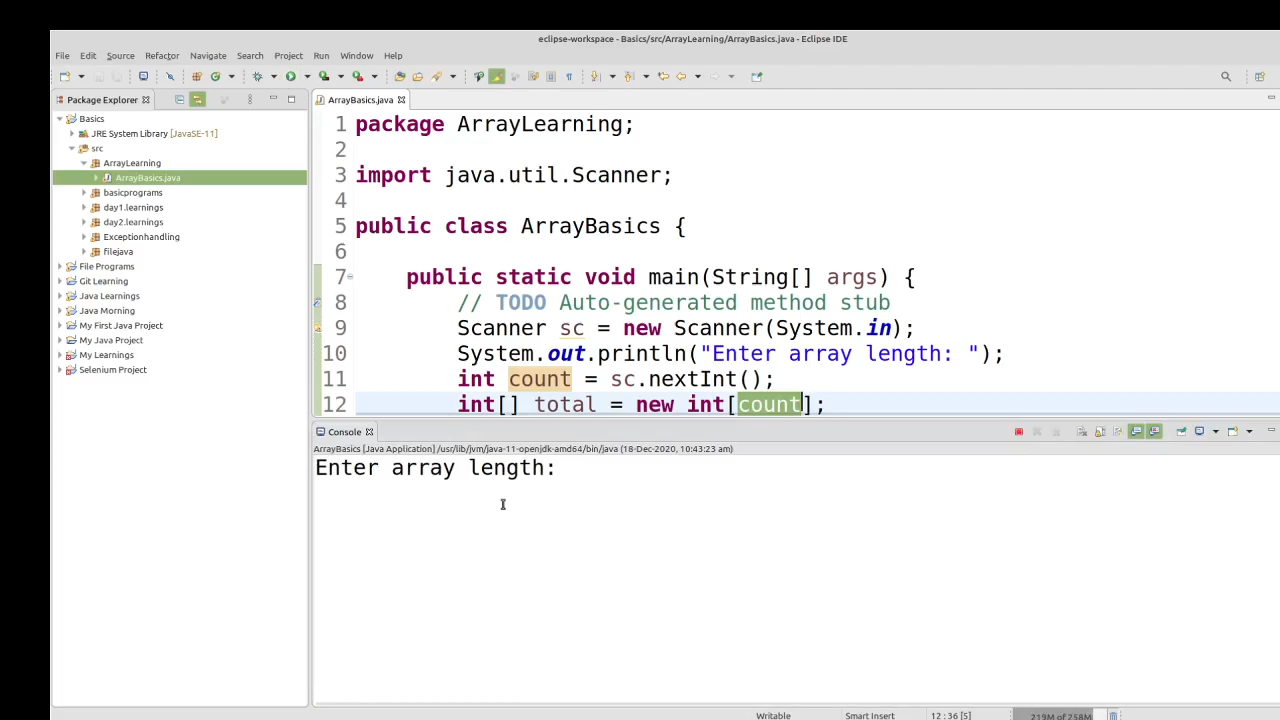 eclipse-workspace - Basics/src/ArrayLearning/ArrayBasics.java - Eclipse IDE
File Edit Source Refactor Navigate Search Project Run Window Help
Package Explorer
Basics
JRE System Library [JavaSE-11]
src
ArrayLearning
ArrayBasics.java
basicprograms
day1.learnings
day2.learnings
Exceptionhandling
filejava
File Programs
Git Learning
Java Learnings
Java Morning
My First Java Project
My Java Project
My Learnings
Selenium Project
ArrayBasics.java
1 package ArrayLearning;
2
3 import java.util.Scanner;
4
5 public class ArrayBasics {
6
7 public static void main(String[] args) {
8 // TODO Auto-generated method stub
9 Scanner sc = new Scanner(System.in);
10 System.out.println("Enter array length: ");
11 int count = sc.nextInt();
12 int[] total = new int[count];
Console
ArrayBasics [Java Application] /usr/lib/jvm/java-11-openjdk-amd64/bin/java (18-Dec-2020, 10:43:23 am)
Enter array length:
Writable Smart Insert 12 : 36 [5] 219M of 258M